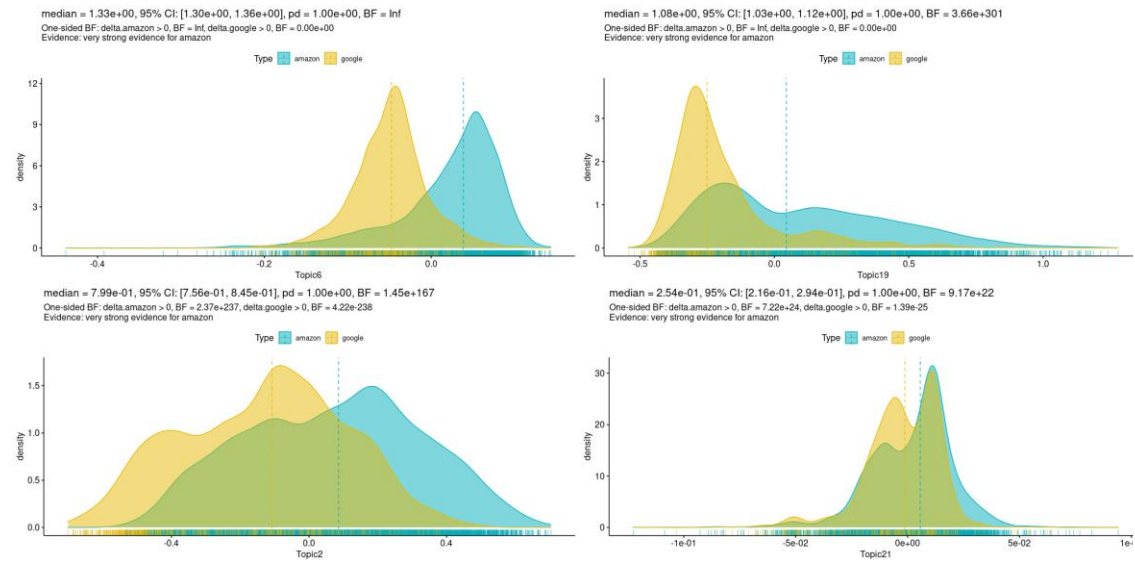 median = 1.33e+00, 95% CI: [1.30e+00, 1.36e+00], pd = 1.00e+00, BF = Inf
One-sided BF: delta.amazon > 0, BF = Inf, delta.google > 0, BF = 0.00e+00
Evidence: very strong evidence for amazon
Type amazon google
12
9
6
3
0
density
-0.4 -0.2 0.0
Topic6
median = 1.08e+00, 95% CI: [1.03e+00, 1.12e+00], pd = 1.00e+00, BF = 3.66e+301
One-sided BF: delta.amazon > 0, BF = Inf, delta.google > 0, BF = 0.00e+00
Evidence: very strong evidence for amazon
Type amazon google
3
2
1
0
density
-0.5 0.0 0.5 1.0
Topic19
median = 7.99e-01, 95% CI: [7.56e-01, 8.45e-01], pd = 1.00e+00, BF = 1.45e+167
One-sided BF: delta.amazon > 0, BF = 2.37e+237, delta.google > 0, BF = 4.22e-238
Evidence: very strong evidence for amazon
Type amazon google
1.5
1.0
0.5
0.0
density
-0.4 0.0 0.4
Topic2
median = 2.54e-01, 95% CI: [2.16e-01, 2.94e-01], pd = 1.00e+00, BF = 9.17e+22
One-sided BF: delta.amazon > 0, BF = 7.22e+24, delta.google > 0, BF = 1.39e-25
Evidence: very strong evidence for amazon
Type amazon google
30
20
10
0
density
-1e-01 -5e-02 0e+00 5e-02
Topic21